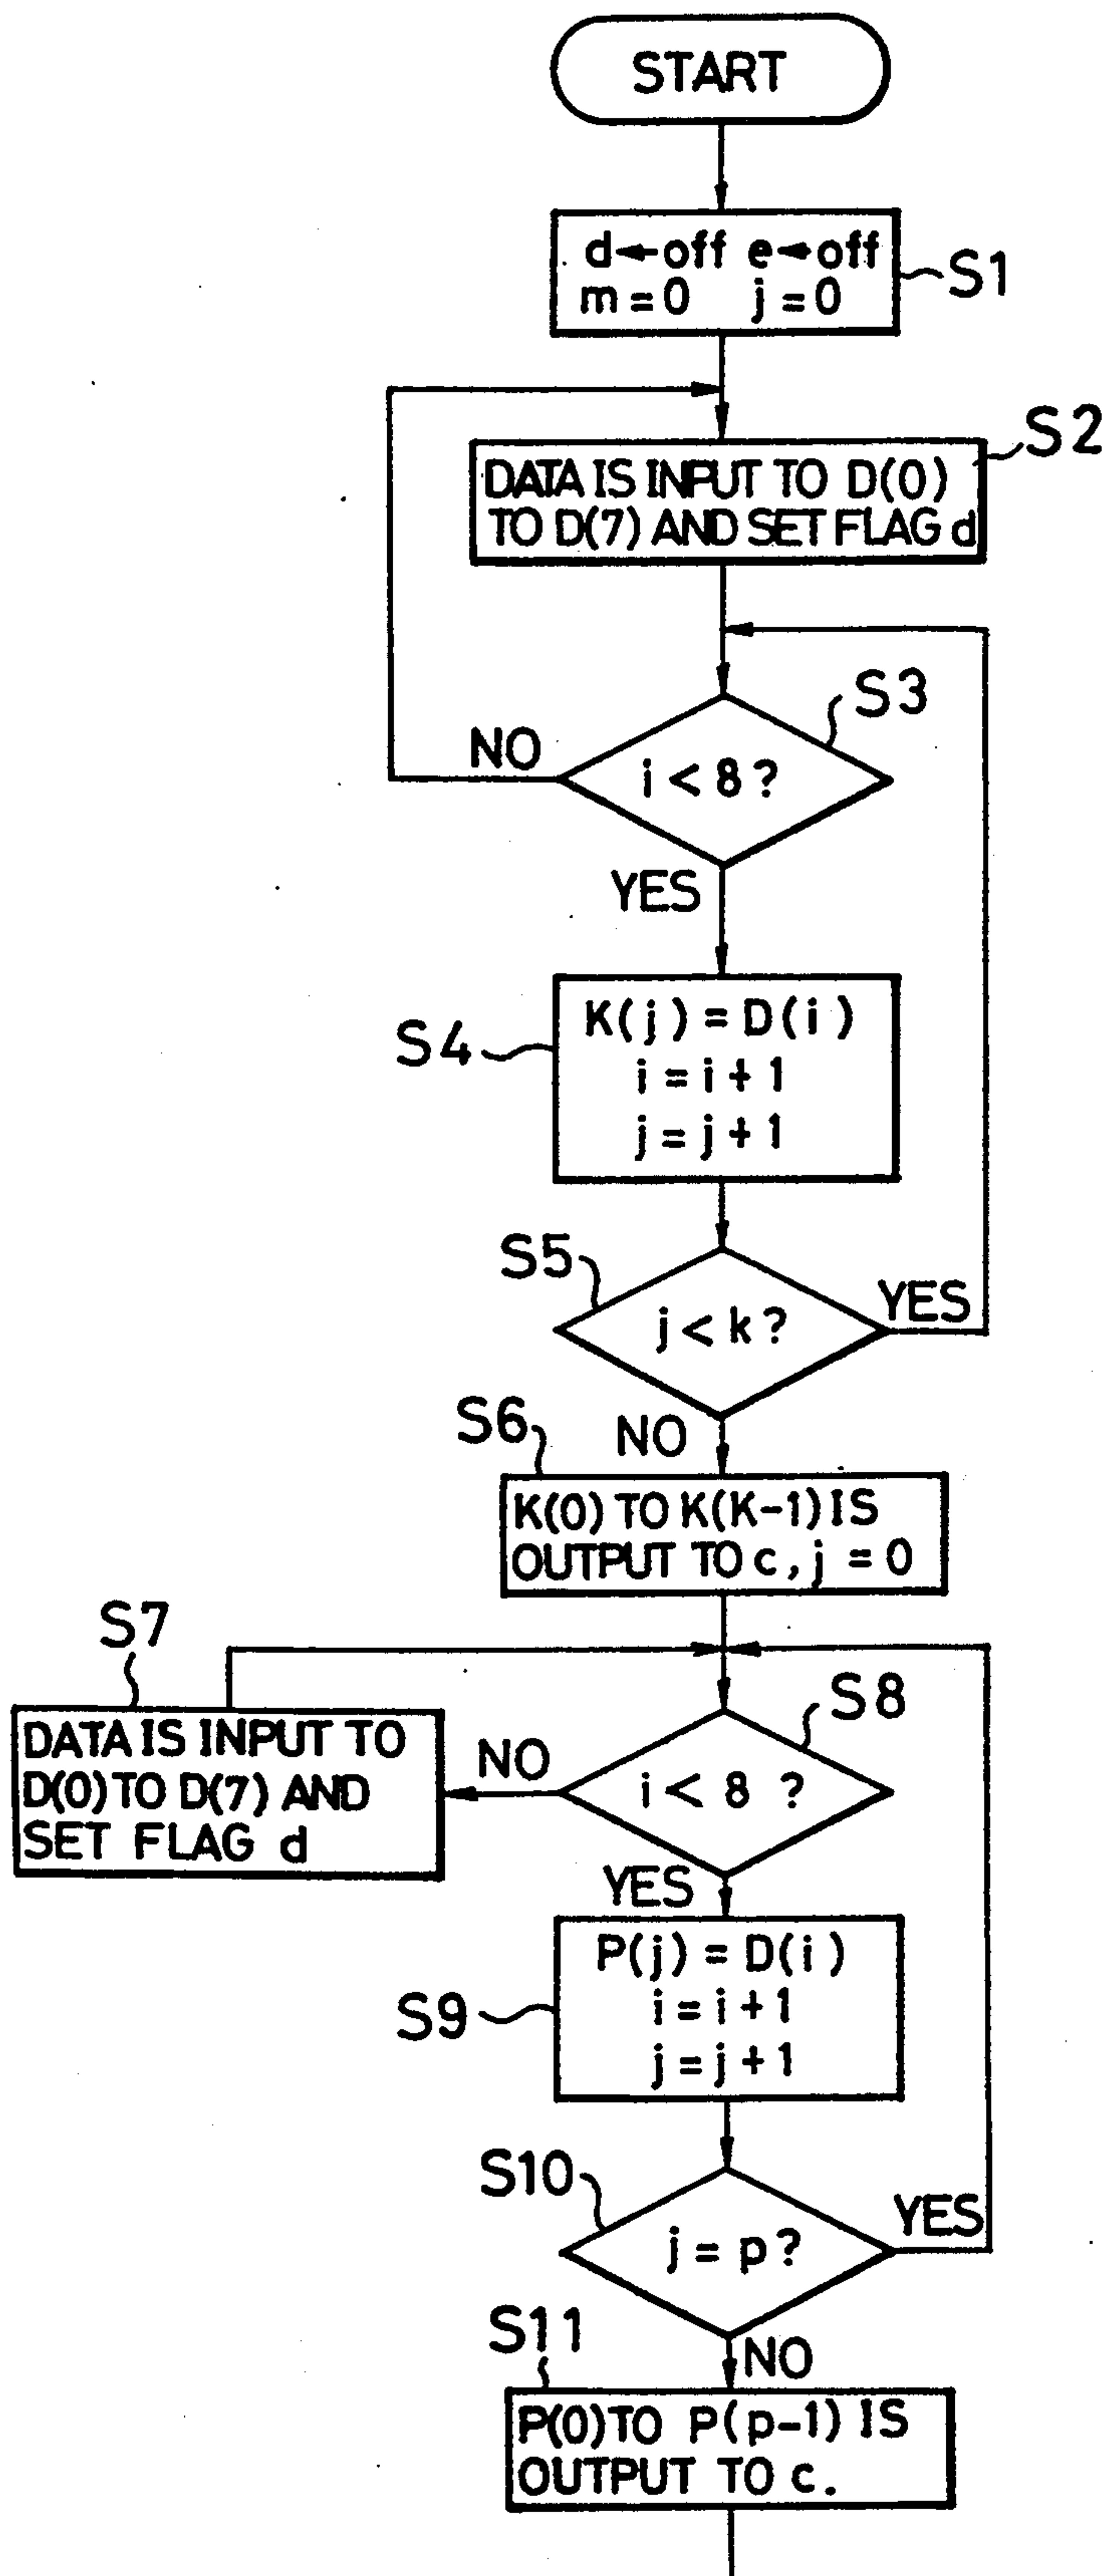 START
d←off e←off
m=0 j=0
S1
S2
DATA IS INPUT TO D(0)
TO D(7) AND SET FLAG d
S3
NO
i < 8 ?
YES
S4
K(j) = D(i)
i = i + 1
j = j + 1
S5
j < k ?
YES
S6
NO
K(0) TO K(K-1) IS
OUTPUT TO c, j = 0
S7
DATA IS INPUT TO
D(0) TO D(7) AND
SET FLAG d
S8
NO
i < 8 ?
YES
S9
P(j) = D(i)
i = i + 1
j = j + 1
S10
j = p ?
YES
S11
NO
P(0) TO P(p-1) IS
OUTPUT TO c.